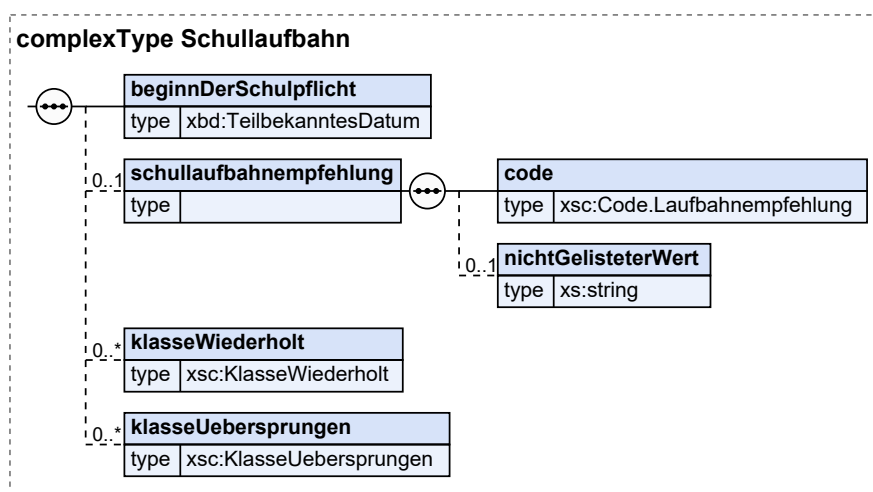 complexType Schullaufbahn
beginnDerSchulpflicht
type xbd:TeilbekanntesDatum
0..1 schullaufbahnempfehlung
type
code
type xsc:Code.Laufbahnempfehlung
0..1 nichtGelisteterWert
type xs:string
0..* klasseWiederholt
type xsc:KlasseWiederholt
0..* klasseUebersprungen
type xsc:KlasseUebersprungen